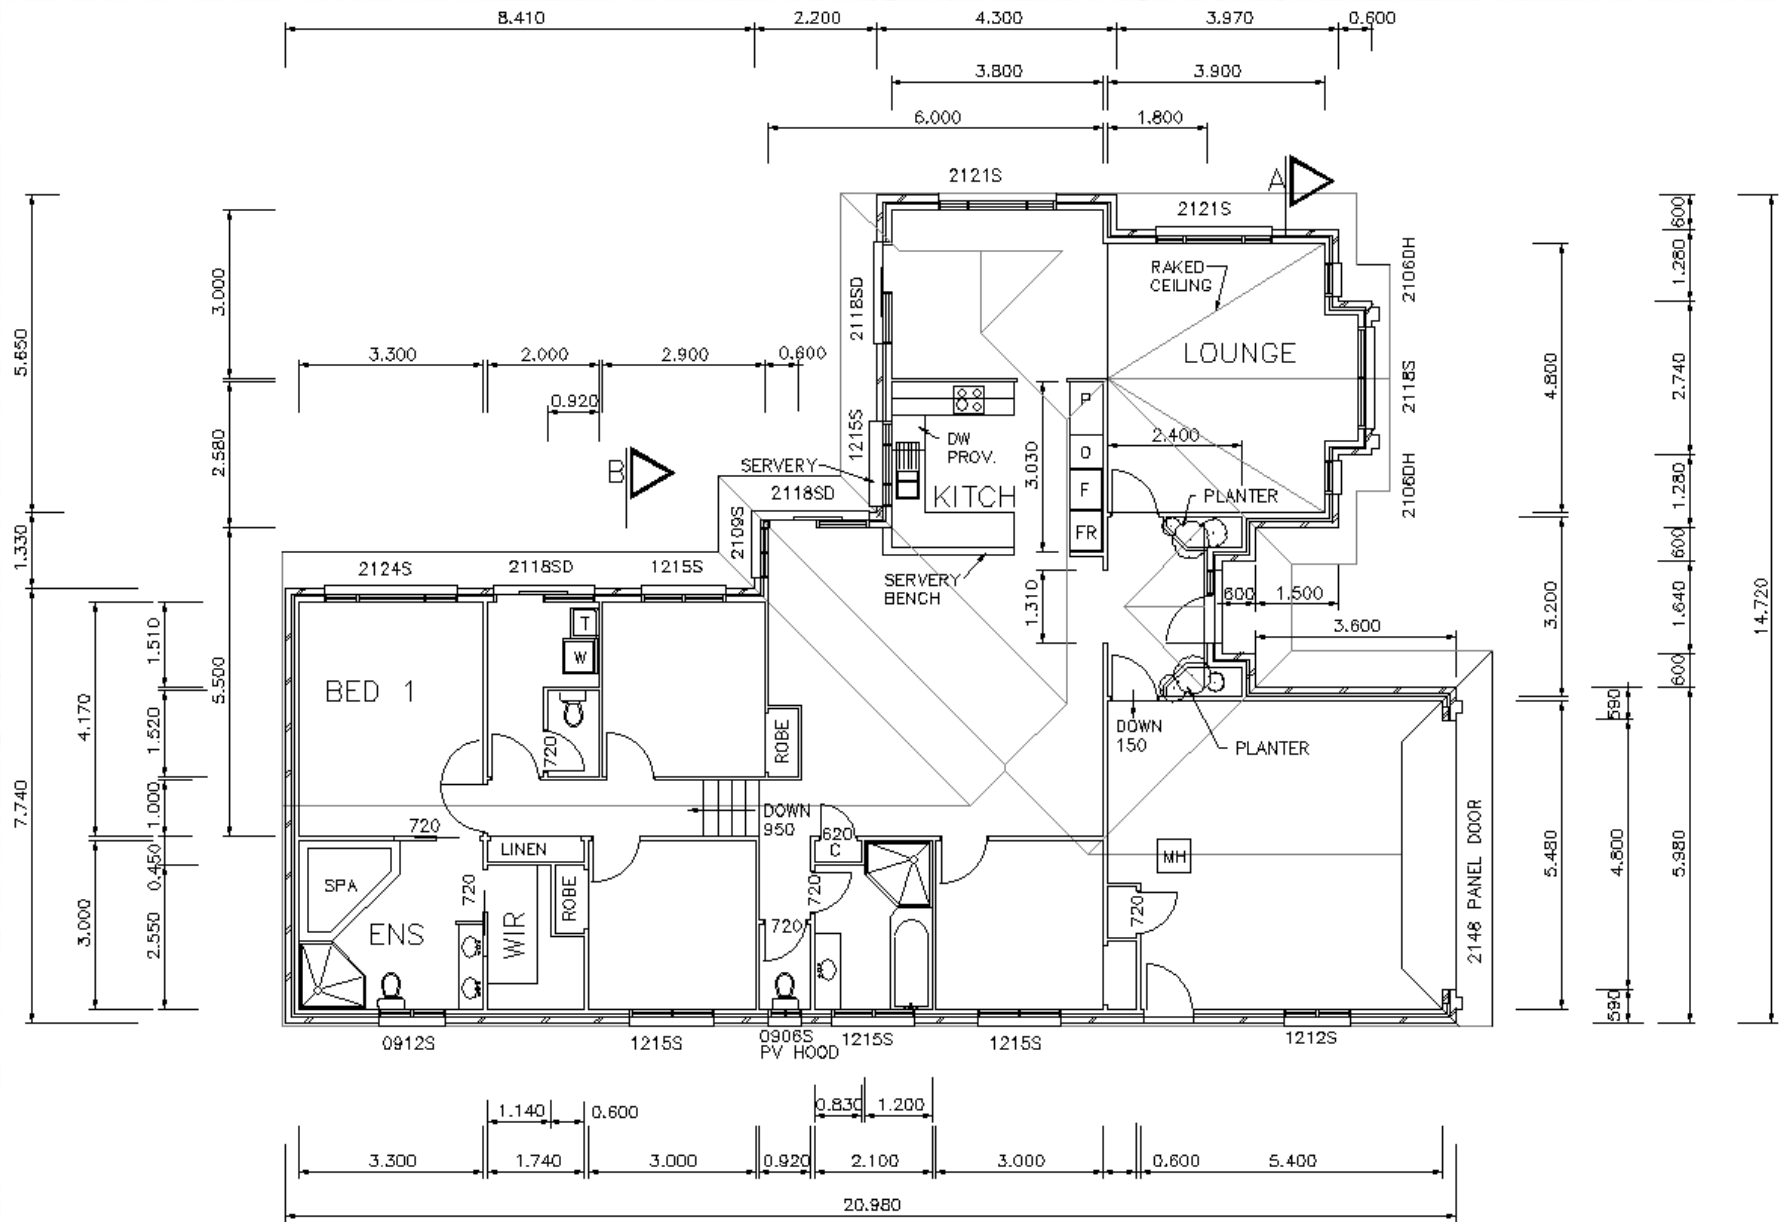 8.410 2.200 4.300 3.970 0.600
3.800 3.900
6.000 1.800
2121S
A
2121S
RAKED
CEILING
2106DH
2118SD
LOUNGE
2118S
2106DH
5.650
1.330
7.740
3.000
2.580
5.500
3.300 2.000 2.900 0.600
0.920
B
1215S
SERVERY
2118SD
2109S
DW
PROV.
KITCH
3.030
P
O
F
FR
2.400
PLANTER
SERVERY
BENCH
1.310
600 1.500
3.600
2124S 2118SD 1215S
T
W
BED 1
720
ROBE
DOWN
150
PLANTER
DOWN
950
4.170
3.000
1.510
1.520
1.000
0.450
2.550
720
LINEN
620
C
MH
SPA
720
ROBE
720
720
ENS
WIR
720
2148 PANEL DOOR
4.800
3.200
5.480
590
4.800
590
600
1.280
2.740
1.280
600
1.640
600
5.980
14.720
0912S 1215S 0906S 1215S 1215S 1212S
PV HOOD
1.140 0.600 0.830 1.200
3.300 1.740 3.000 0.920 2.100 3.000 0.600 5.400
20.980